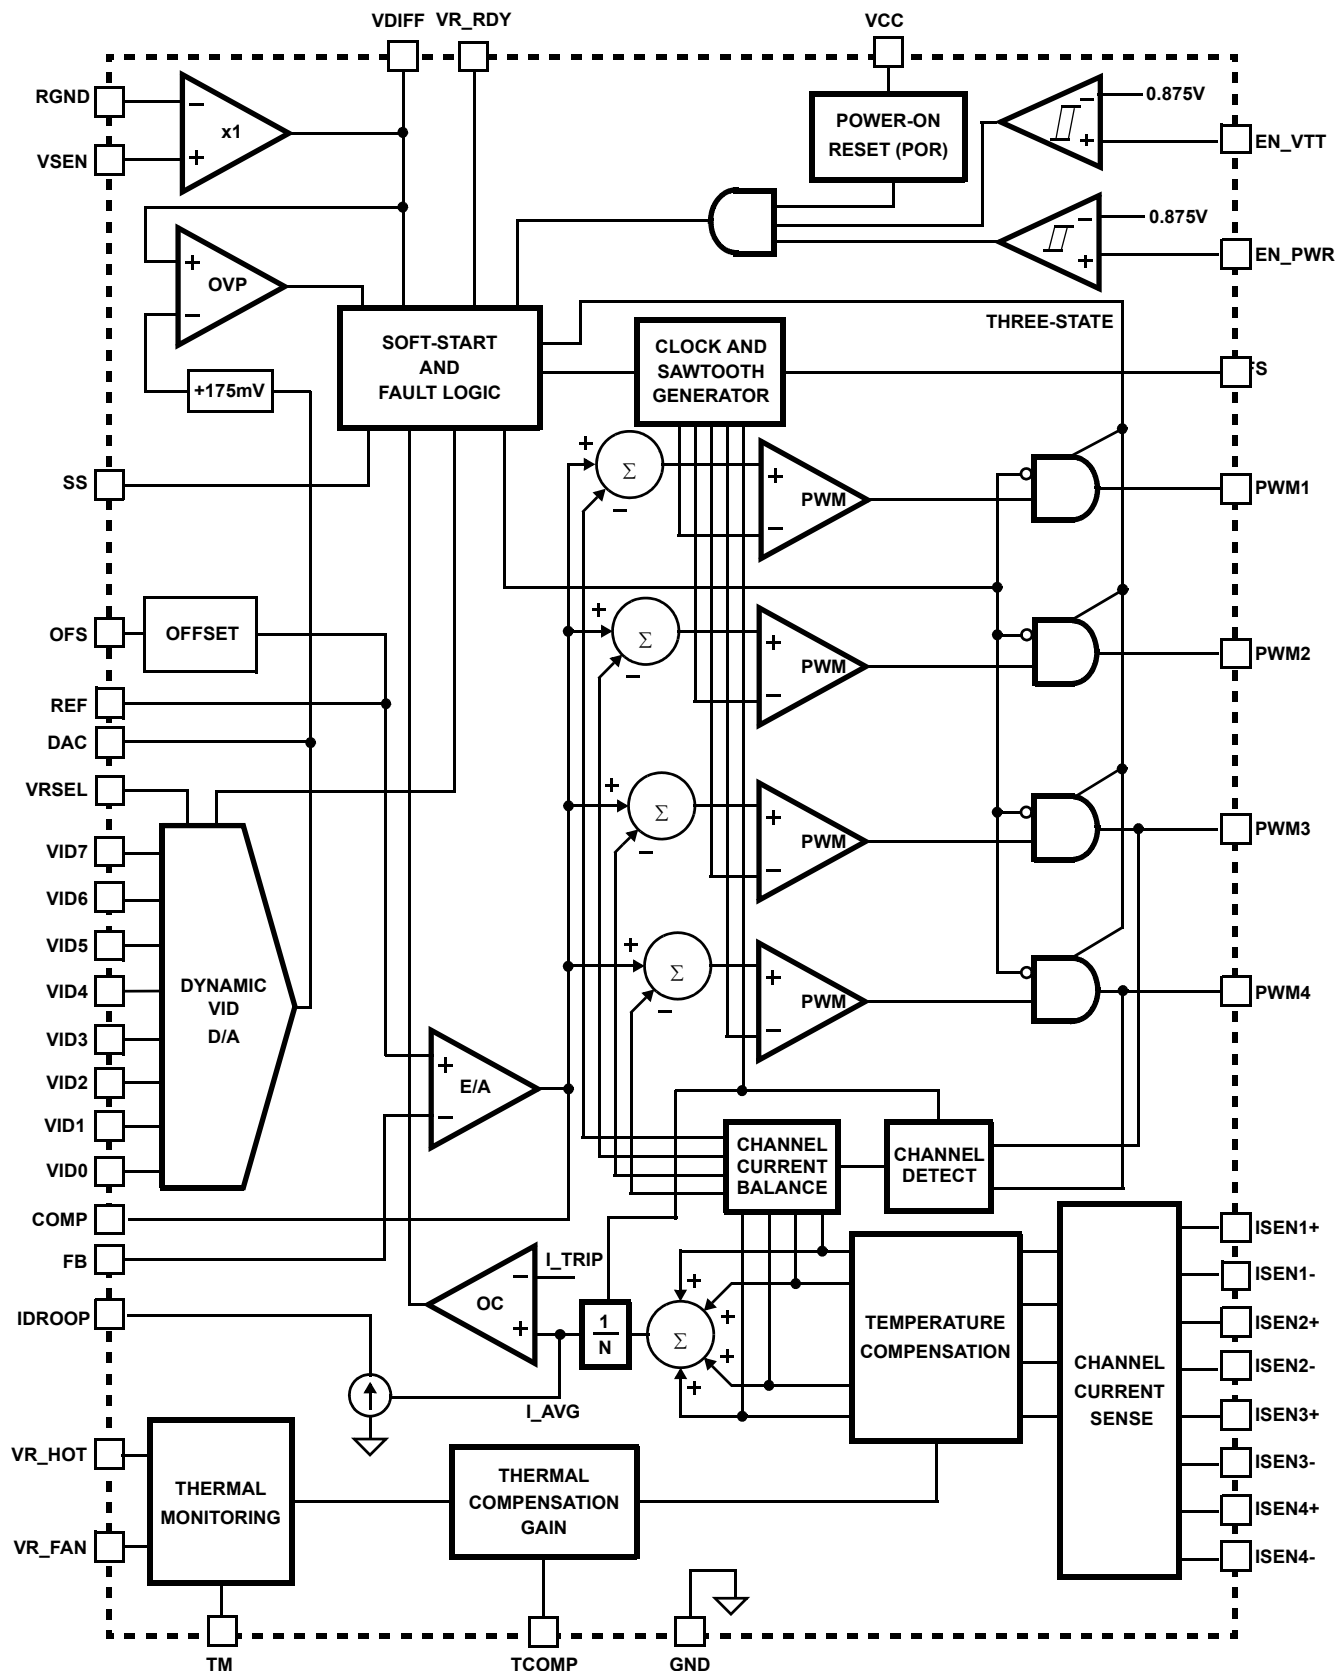 VDIFF VR_RDY VCC
RGND
− x1
VSEN
+
POWER-ON
RESET (POR)
− 0.875V
+ EN_VTT
− 0.875V
+ EN_PWR
+
OVP
−
+175mV
SOFT-START
AND
FAULT LOGIC
CLOCK AND
SAWTOOTH
GENERATOR
THREE-STATE
FS
SS
+ Σ −
+ PWM −
PWM1
OFS
OFFSET
+ Σ −
+ PWM −
PWM2
REF
DAC
VRSEL
+ Σ −
+ PWM −
PWM3
VID7
VID6
VID5
VID4
VID3
VID2
VID1
VID0
DYNAMIC
VID
D/A
+ Σ −
+ PWM −
PWM4
+
E/A
−
CHANNEL
CURRENT
BALANCE
CHANNEL
DETECT
COMP
FB
IDROOP
− I_TRIP
OC
+
1
N
I_AVG
+
+
Σ
+
+
TEMPERATURE
COMPENSATION
CHANNEL
CURRENT
SENSE
ISEN1+
ISEN1-
ISEN2+
ISEN2-
ISEN3+
ISEN3-
ISEN4+
ISEN4-
VR_HOT
VR_FAN
THERMAL
MONITORING
THERMAL
COMPENSATION
GAIN
TM TCOMP GND